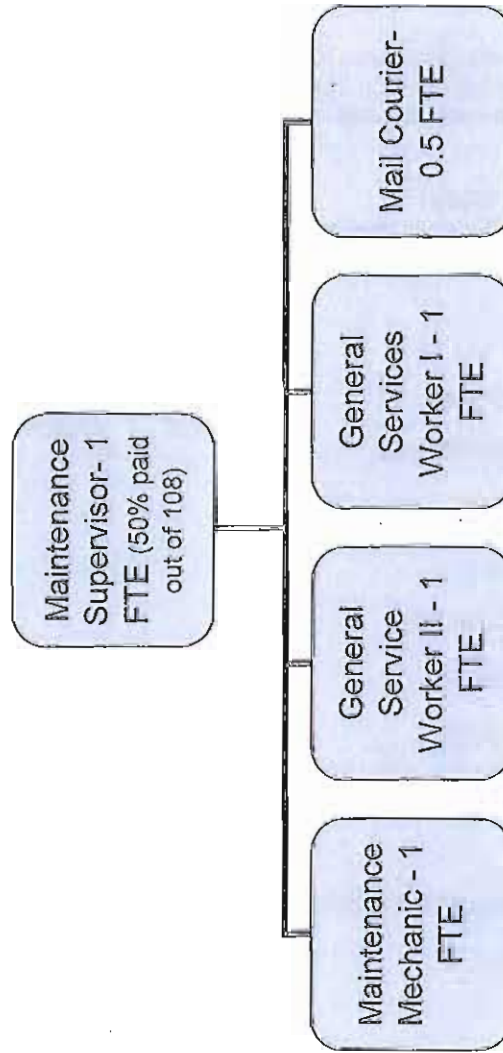 Maintenance
Supervisor- 1
FTE (50% paid
out of 108)
Maintenance
Mechanic - 1
FTE
General
Service
Worker II - 1
FTE
General
Services
Worker I - 1
FTE
Mail Courier-
0.5 FTE